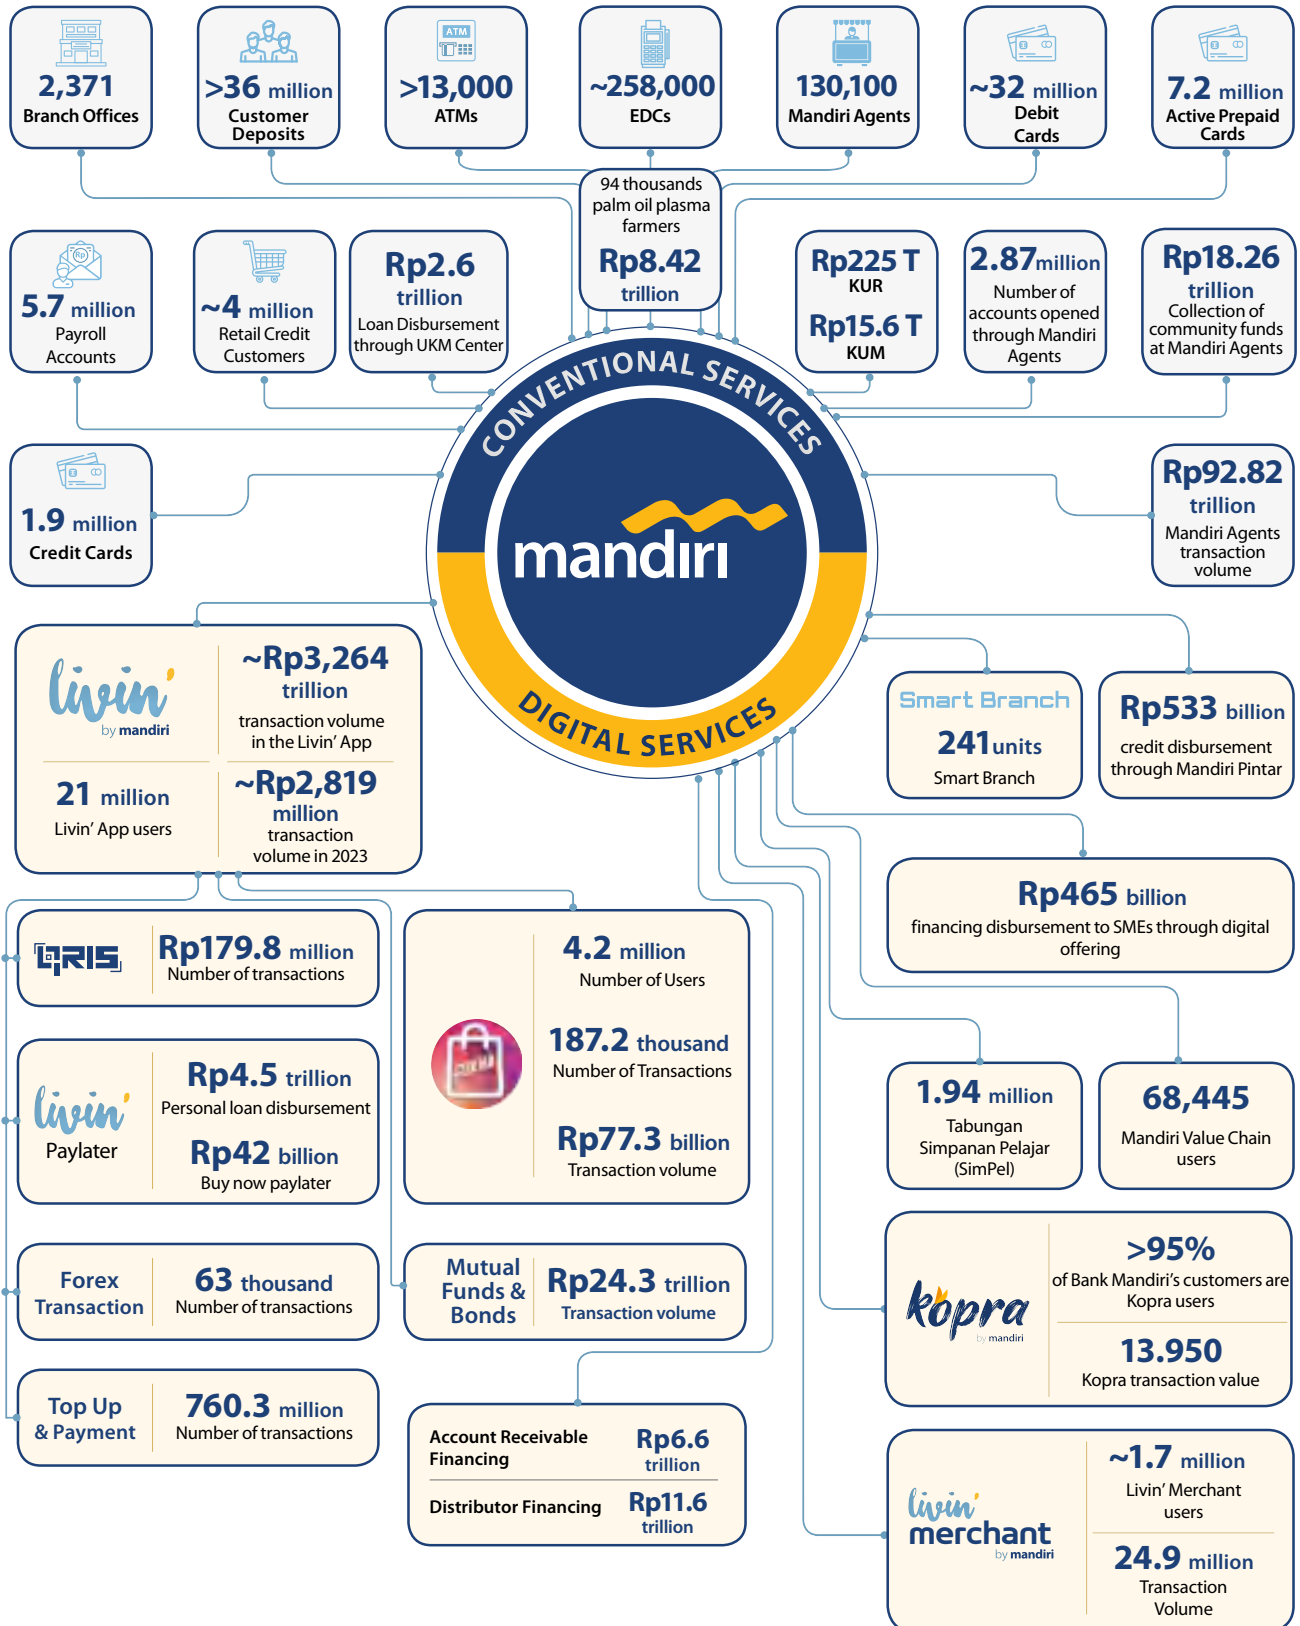 2,371
Branch Offices
>36 million
Customer
Deposits
ATM
>13,000
ATMs
~258,000
EDCs
130,100
Mandiri Agents
~32 million
Debit
Cards
7.2 million
Active Prepaid
Cards
94 thousands
palm oil plasma
farmers
Rp8.42
trillion
Rp
5.7 million
Payroll
Accounts
~4 million
Retail Credit
Customers
Rp2.6
trillion
Loan Disbursement
through UKM Center
Rp225 T
KUR
Rp15.6 T
KUM
2.87million
Number of
accounts opened
through Mandiri
Agents
Rp18.26
trillion
Collection of
community funds
at Mandiri Agents
1.9 million
Credit Cards
CONVENTIONAL SERVICES
mandiri
DIGITAL SERVICES
Rp92.82
trillion
Mandiri Agents
transaction
volume
livin'
by mandiri
~Rp3,264
trillion
transaction volume
in the Livin' App
21 million
Livin' App users
~Rp2,819
million
transaction
volume in 2023
Smart Branch
241units
Smart Branch
Rp533 billion
credit disbursement
through Mandiri Pintar
Rp465 billion
financing disbursement to SMEs through digital
offering
QRIS
Rp179.8 million
Number of transactions
4.2 million
Number of Users
187.2 thousand
Number of Transactions
Rp77.3 billion
Transaction volume
livin'
Paylater
Rp4.5 trillion
Personal loan disbursement
Rp42 billion
Buy now paylater
1.94 million
Tabungan
Simpanan Pelajar
(SimPel)
68,445
Mandiri Value Chain
users
Forex
Transaction
63 thousand
Number of transactions
Mutual
Funds &
Bonds
Rp24.3 trillion
Transaction volume
kopra
by mandiri
>95%
of Bank Mandiri's customers are
Kopra users
13.950
Kopra transaction value
Top Up
& Payment
760.3 million
Number of transactions
Account Receivable
Financing
Rp6.6
trillion
Distributor Financing
Rp11.6
trillion
livin'
merchant
by mandiri
~1.7 million
Livin' Merchant
users
24.9 million
Transaction
Volume